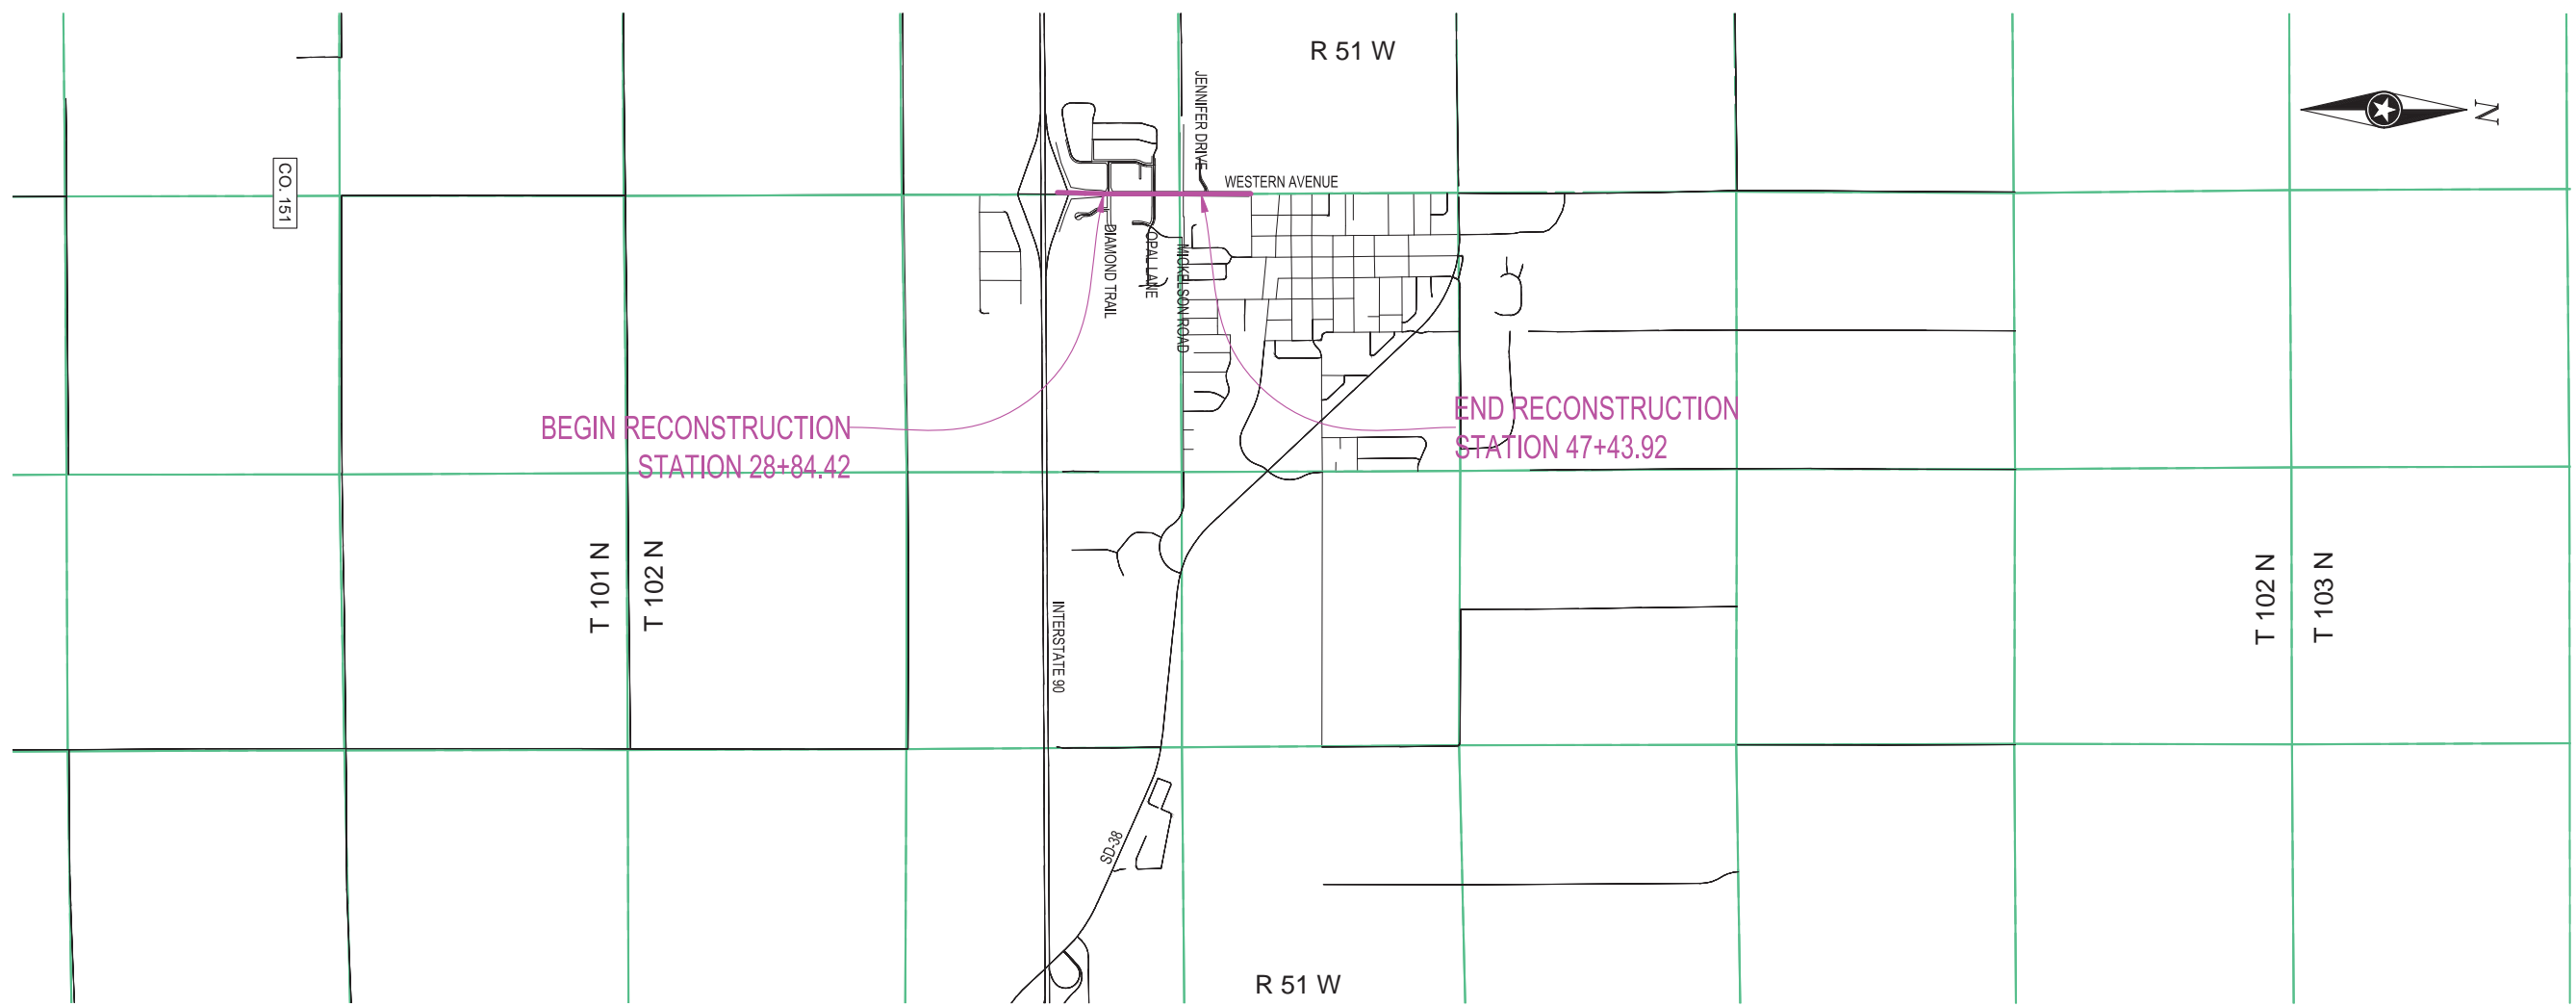 R 51 W
N
JENNIFER DRIVE
WESTERN AVENUE
CO. 151
DIAMOND TRAIL
OPAL LANE
MICKELSON ROAD
BEGIN RECONSTRUCTION
STATION 28+84.42
END RECONSTRUCTION
STATION 47+43.92
T 101 N
T 102 N
INTERSTATE 90
T 102 N
T 103 N
SD-38
R 51 W